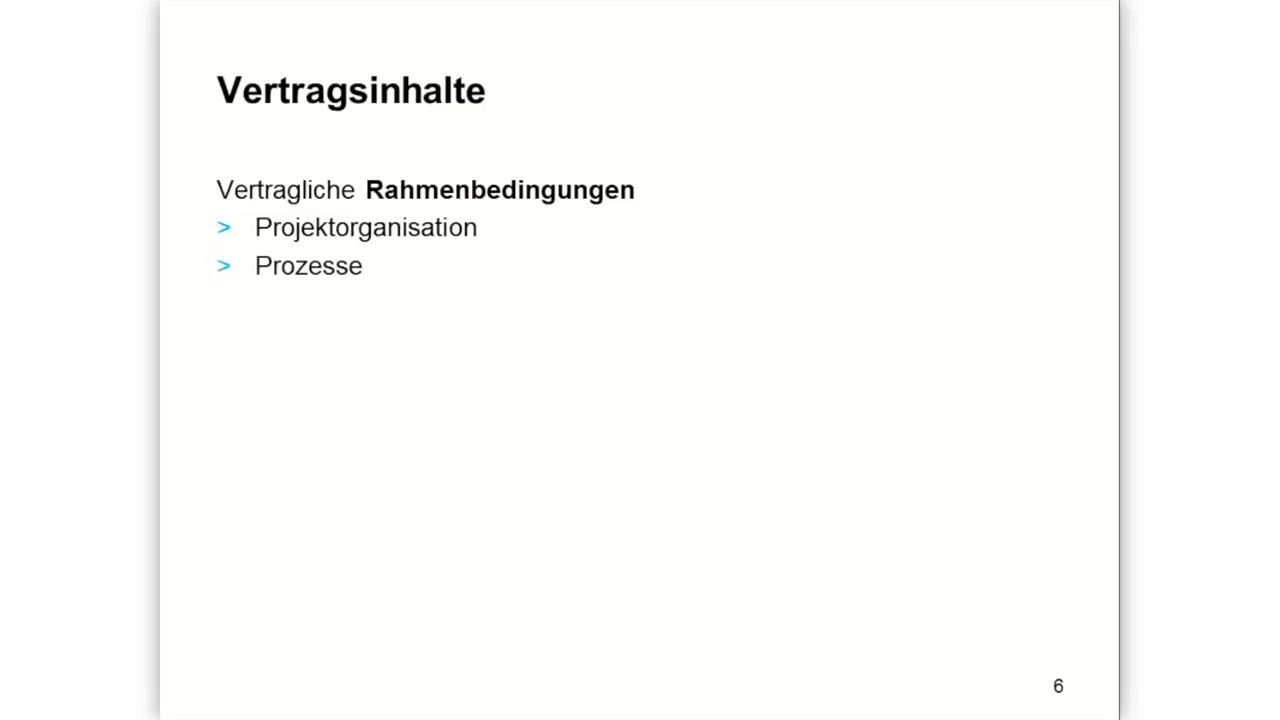 Vertragsinhalte
Vertragliche Rahmenbedingungen
> Projektorganisation
> Prozesse
6